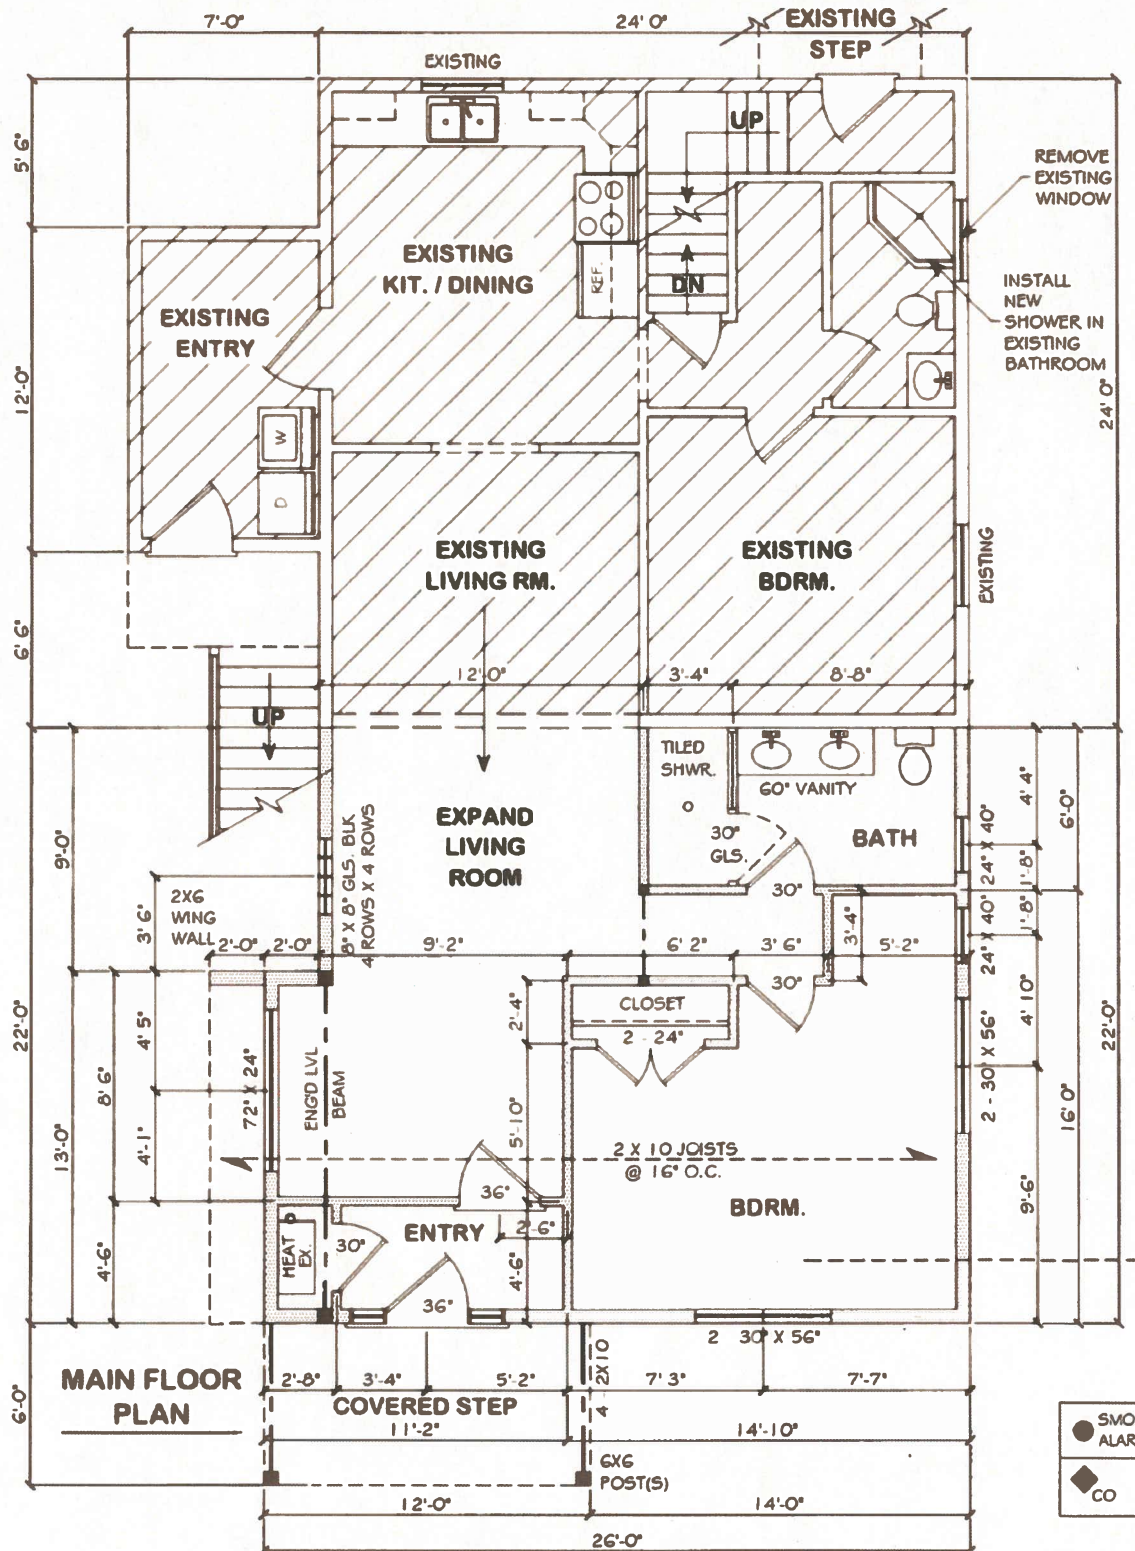 7'-0"
24' 0"
EXISTING
STEP
EXISTING
UP
5' 6"
REMOVE
EXISTING
WINDOW
EXISTING
KIT. / DINING
REF.
DN
INSTALL
NEW
SHOWER IN
EXISTING
BATHROOM
EXISTING
ENTRY
12'-0"
24' 0"
W
D
EXISTING
LIVING RM.
EXISTING
BDRM.
EXISTING
6' 6"
12'-0"
3'-4"
8'-8"
UP
TILED
SHWR.
60" VANITY
4' 4"
6'-0"
EXPAND
LIVING
ROOM
30"
GLS.
BATH
24" X 40"
1'-8"
9'-0"
8" X 8" GLS. BLK
4 ROWS X 4 ROWS
30"
2X6
WING
WALL
3' 6"
3'-4"
24" X 40"
1'-8"
2'-0"
2'-0"
9'-2"
6' 2"
3' 6"
5'-2"
30"
CLOSET
2'-4"
2 - 24"
4' 10"
22'-0"
22'-0"
4' 5"
8' 6"
72" X 24"
ENG'D LVL
BEAM
2 - 30" X 56"
16' 0"
13'-0"
4'-1"
5'-10"
2 X 10 JOISTS
@ 16" O.C.
36"
BDRM.
9'-6"
ENTRY
2'-6"
HEAT
EX.
30"
4'-6"
4'-6"
36"
2 30" X 56"
MAIN FLOOR
PLAN
6'-0"
2'-8"
3'-4"
5'-2"
4 - 2X10
7' 3"
7'-7"
COVERED STEP
11'-2"
14'-10"
SMO
ALAR
6X6
POST(S)
CO
12'-0"
14'-0"
26'-0"